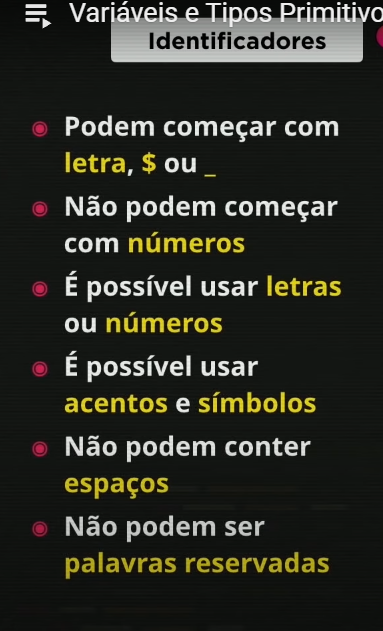 Variáveis e Tipos Primitivo
Identificadores
Podem começar com
letra, $ ou _
Não podem começar
com números
É possível usar letras
ou números
É possível usar
acentos e símbolos
Não podem conter
espaços
Não podem ser
palavras reservadas